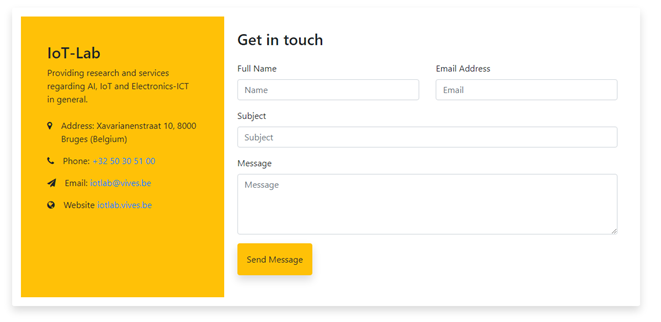 IoT-Lab
Providing research and services
regarding AI, IoT and Electronics-ICT
in general.
Address: Xavarianenstraat 10, 8000
Bruges (Belgium)
Phone: +32 50 30 51 00
Email: iotlab@vives.be
Website iotlab.vives.be
Get in touch
Full Name
Email Address
Name
Email
Subject
Subject
Message
Message
Send Message